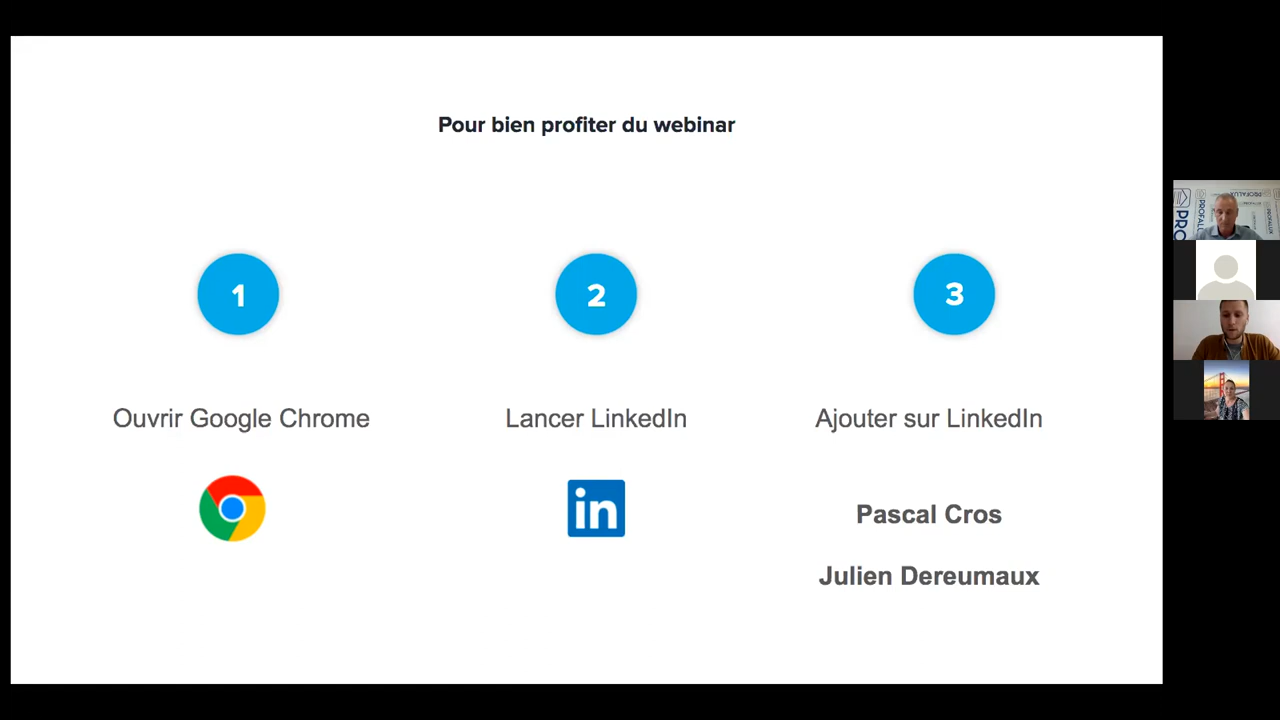 Pour bien profiter du webinar
1
2
3
Ouvrir Google Chrome
Lancer LinkedIn
Ajouter sur LinkedIn
in
Pascal Cros
Julien Dereumaux
PROFALUX